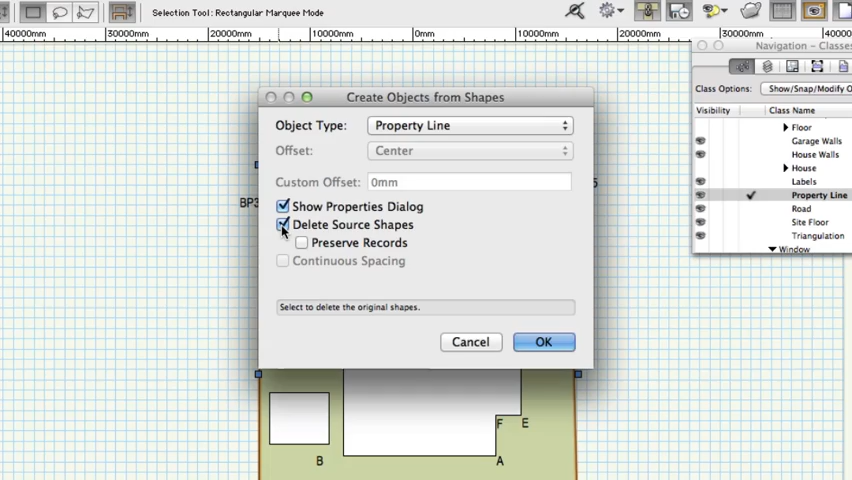 Selection Tool: Rectangular Marquee Mode
40000mm
30000mm
20000mm
10000mm
0mm
10000mm
20000mm
30000mm
40000
Navigation - Classes
Class Options:
Show/Snap/Modify O
Visibility
Class Name
Floor
Garage Walls
House Walls
House
Labels
Property Line
Road
Site Floor
Triangulation
Window
Create Objects from Shapes
Object Type:
Property Line
Offset:
Center
Custom Offset:
0mm
Show Properties Dialog
Delete Source Shapes
Preserve Records
Continuous Spacing
Select to delete the original shapes.
Cancel
OK
BP3
5
F
E
B
A